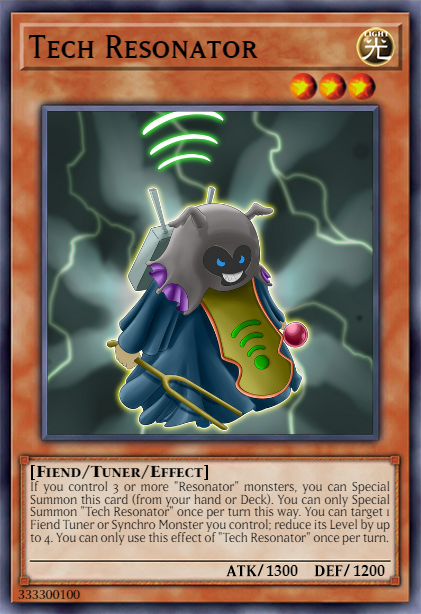 Tech Resonator
LIGHT
光
[Fiend/Tuner/Effect]
If you control 3 or more "Resonator" monsters, you can Special
Summon this card (from your hand or Deck). You can only Special
Summon "Tech Resonator" once per turn this way. You can target 1
Fiend Tuner or Synchro Monster you control; reduce its Level by up
to 4. You can only use this effect of "Tech Resonator" once per turn.
ATK/1300 DEF/1200
333300100